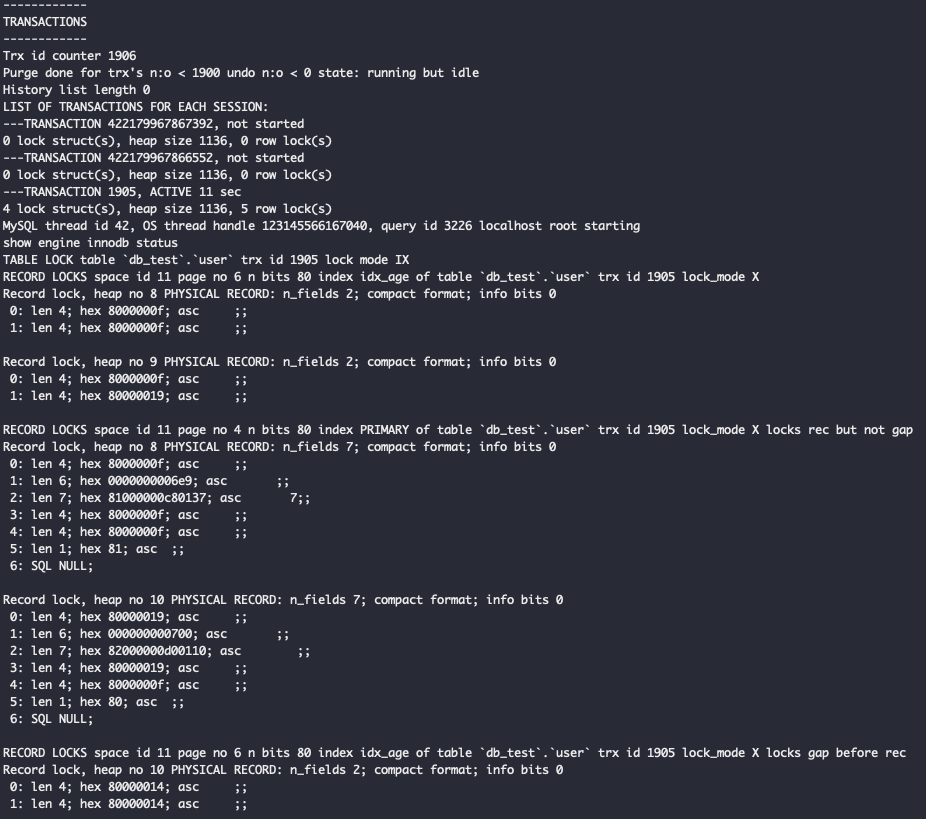 ------------
TRANSACTIONS
------------
Trx id counter 1906
Purge done for trx's n:o < 1900 undo n:o < 0 state: running but idle
History list length 0
LIST OF TRANSACTIONS FOR EACH SESSION:
---TRANSACTION 422179967867392, not started
0 lock struct(s), heap size 1136, 0 row lock(s)
---TRANSACTION 422179967866552, not started
0 lock struct(s), heap size 1136, 0 row lock(s)
---TRANSACTION 1905, ACTIVE 11 sec
4 lock struct(s), heap size 1136, 5 row lock(s)
MySQL thread id 42, OS thread handle 123145566167040, query id 3226 localhost root starting
show engine innodb status
TABLE LOCK table `db_test`.`user` trx id 1905 lock mode IX
RECORD LOCKS space id 11 page no 6 n bits 80 index idx_age of table `db_test`.`user` trx id 1905 lock_mode X
Record lock, heap no 8 PHYSICAL RECORD: n_fields 2; compact format; info bits 0
 0: len 4; hex 8000000f; asc     ;;
 1: len 4; hex 8000000f; asc     ;;

Record lock, heap no 9 PHYSICAL RECORD: n_fields 2; compact format; info bits 0
 0: len 4; hex 8000000f; asc     ;;
 1: len 4; hex 80000019; asc     ;;

RECORD LOCKS space id 11 page no 4 n bits 80 index PRIMARY of table `db_test`.`user` trx id 1905 lock_mode X locks rec but not gap
Record lock, heap no 8 PHYSICAL RECORD: n_fields 7; compact format; info bits 0
 0: len 4; hex 8000000f; asc     ;;
 1: len 6; hex 0000000006e9; asc       ;;
 2: len 7; hex 81000000c80137; asc       7;;
 3: len 4; hex 8000000f; asc     ;;
 4: len 4; hex 8000000f; asc     ;;
 5: len 1; hex 81; asc  ;;
 6: SQL NULL;

Record lock, heap no 10 PHYSICAL RECORD: n_fields 7; compact format; info bits 0
 0: len 4; hex 80000019; asc     ;;
 1: len 6; hex 000000000700; asc       ;;
 2: len 7; hex 82000000d00110; asc        ;;
 3: len 4; hex 80000019; asc     ;;
 4: len 4; hex 8000000f; asc     ;;
 5: len 1; hex 80; asc  ;;
 6: SQL NULL;

RECORD LOCKS space id 11 page no 6 n bits 80 index idx_age of table `db_test`.`user` trx id 1905 lock_mode X locks gap before rec
Record lock, heap no 10 PHYSICAL RECORD: n_fields 2; compact format; info bits 0
 0: len 4; hex 80000014; asc     ;;
 1: len 4; hex 80000014; asc     ;;